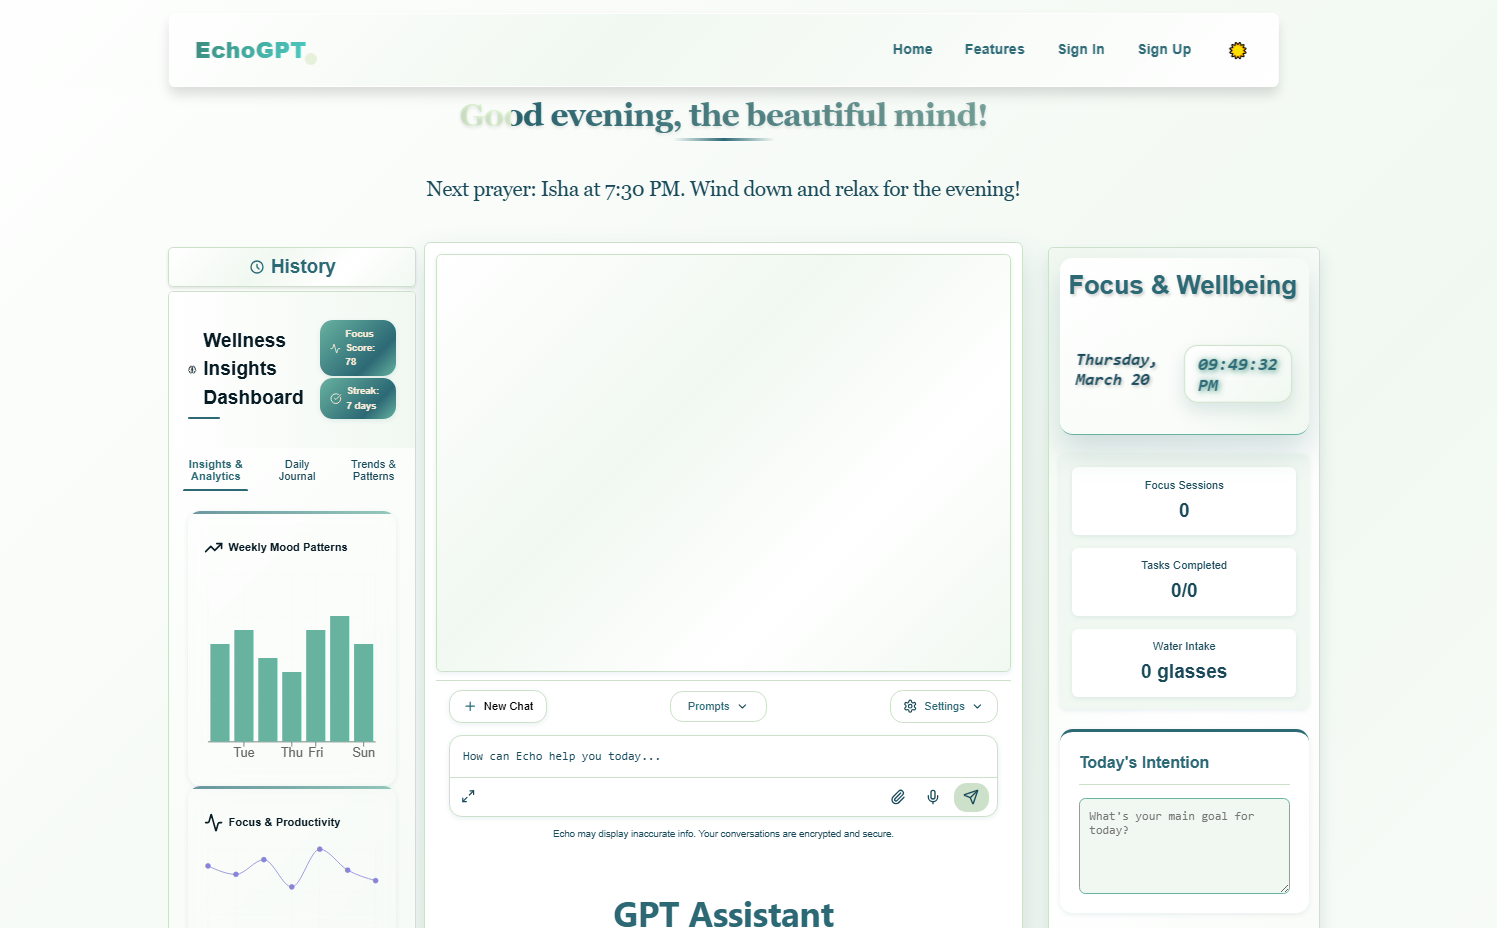 EchoGPT
Home Features Sign In Sign Up
Good evening, the beautiful mind!
Next prayer: Isha at 7:30 PM. Wind down and relax for the evening!
History
Wellness
Insights
Dashboard
Focus
Score:
78
Streak:
7 days
Insights &
Analytics
Daily
Journal
Trends &
Patterns
Weekly Mood Patterns
Tue Thu Fri Sun
Focus & Productivity
New Chat
Prompts
Settings
How can Echo help you today...
Echo may display inaccurate info. Your conversations are encrypted and secure.
GPT Assistant
Focus & Wellbeing
Thursday,
March 20
09:49:32
PM
Focus Sessions
0
Tasks Completed
0/0
Water Intake
0 glasses
Today's Intention
What's your main goal for
today?